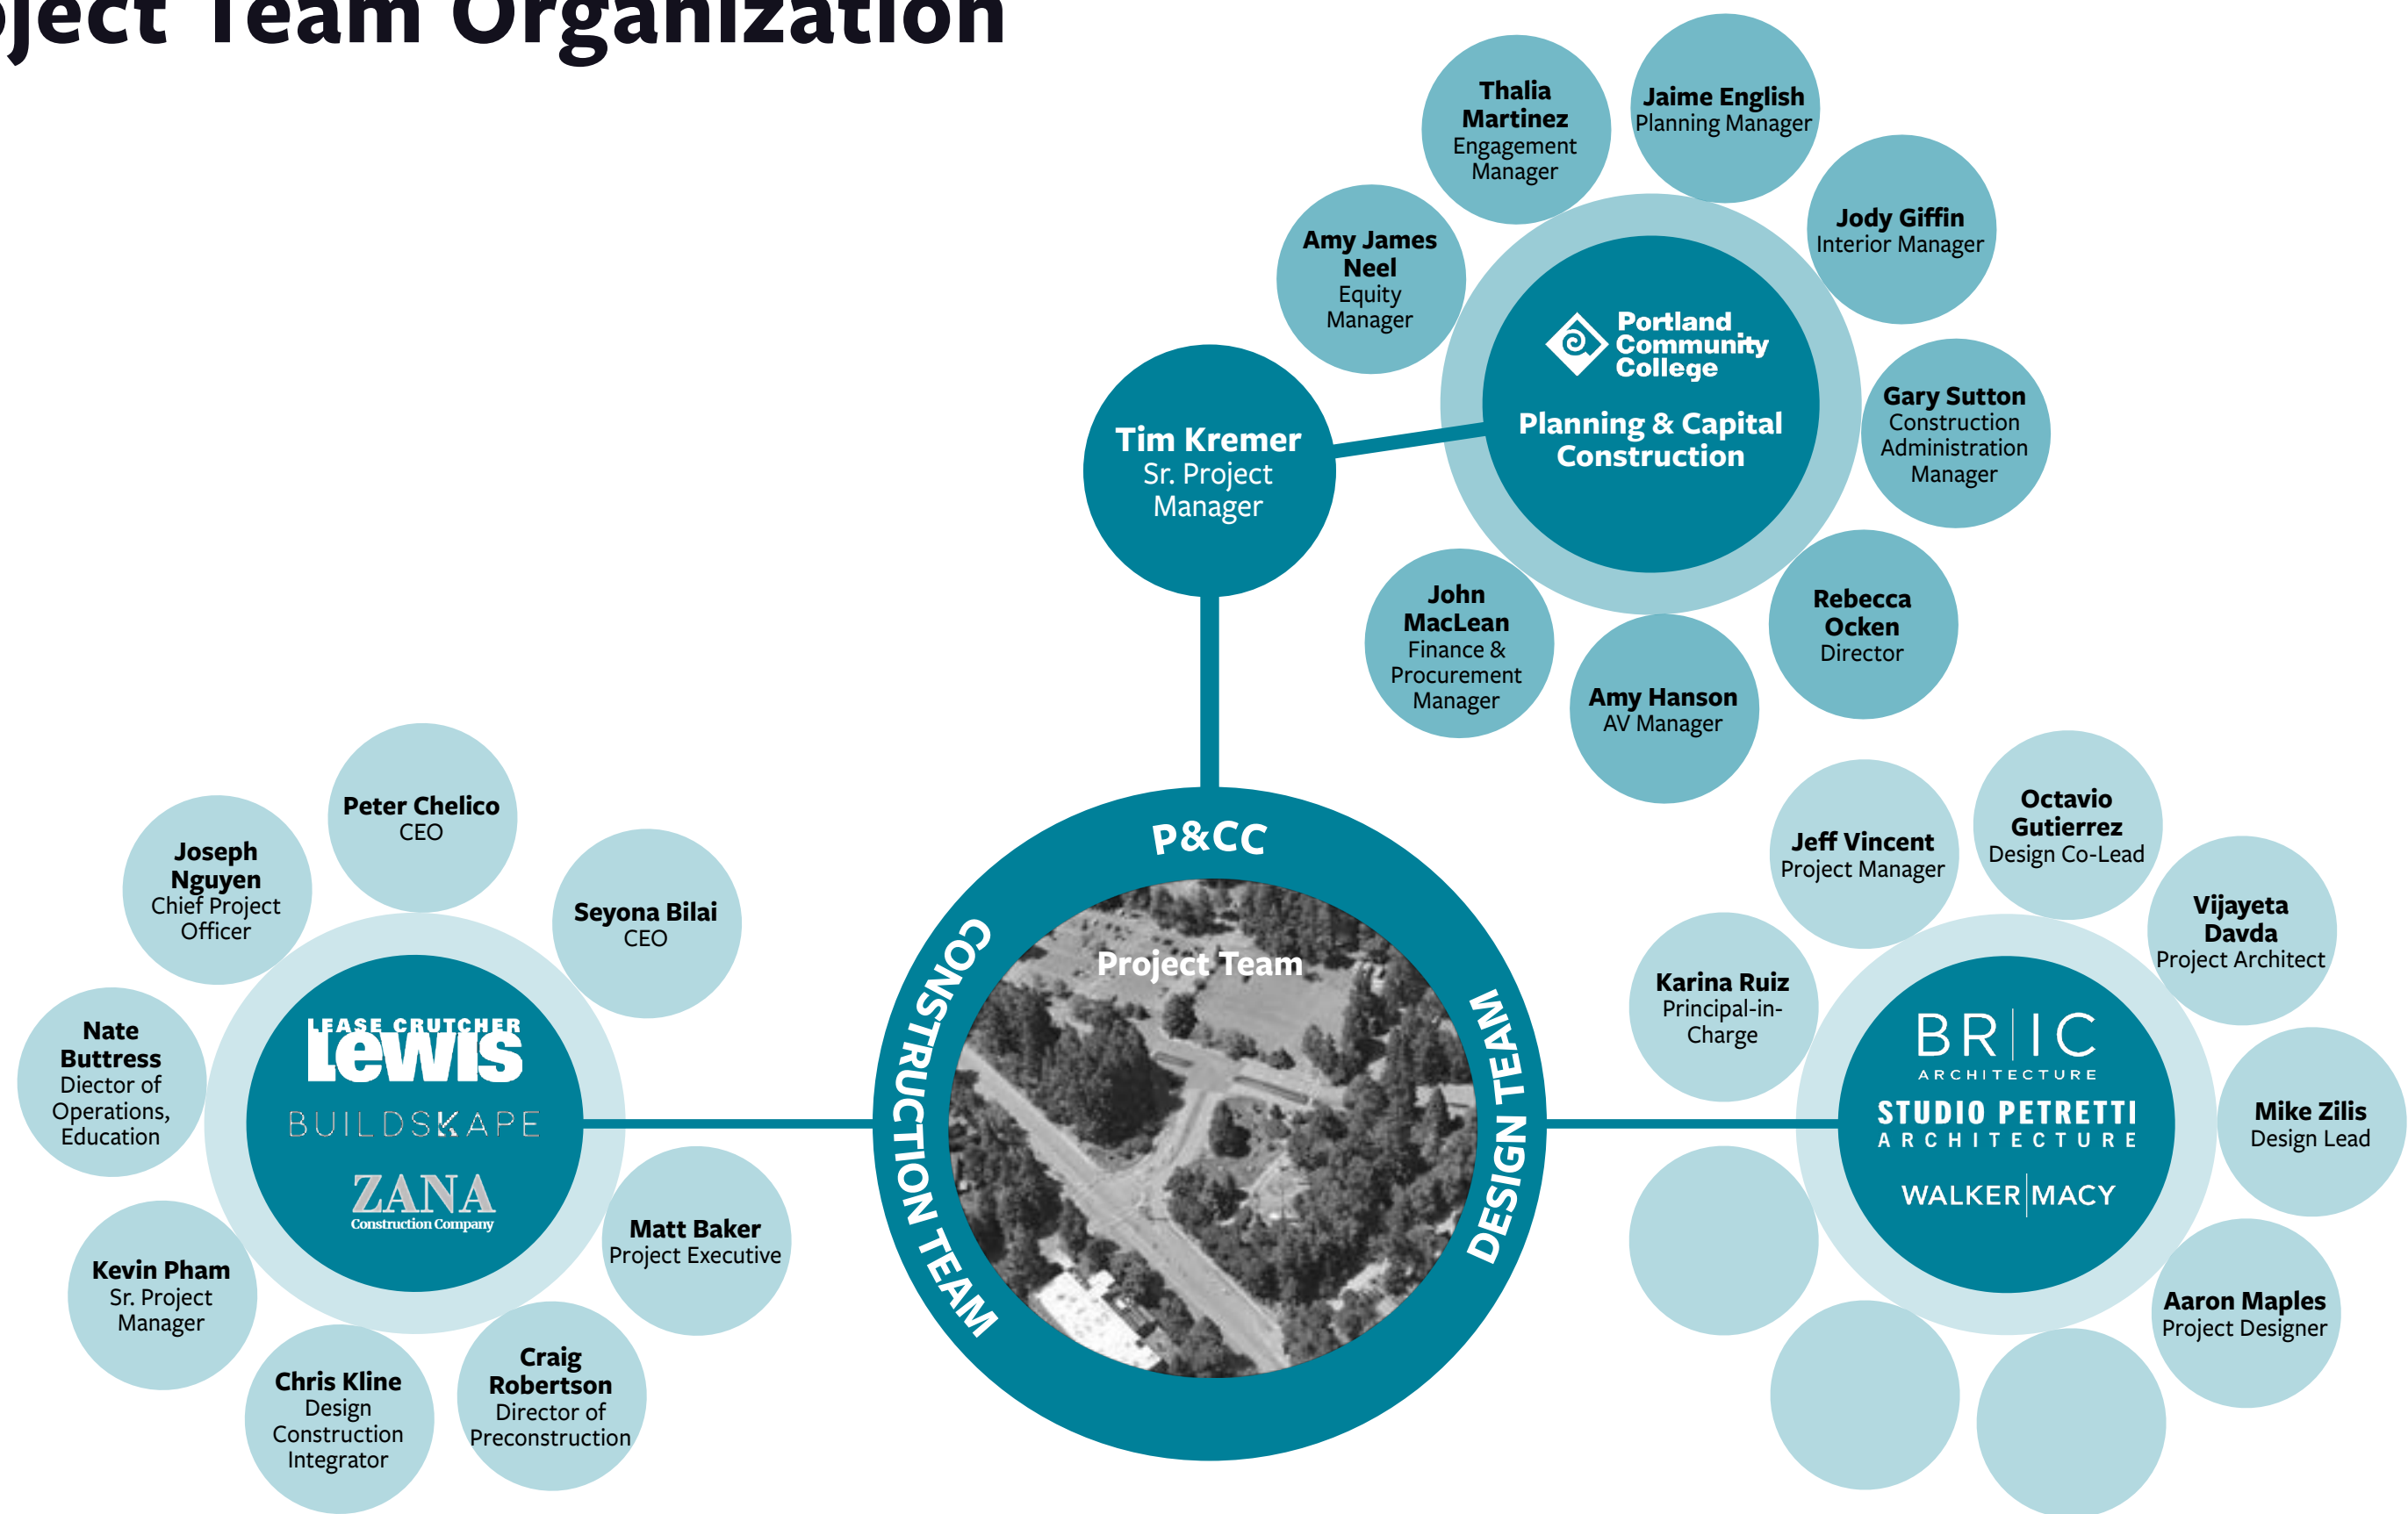 oject Team Organization
Thalia
Martinez
Engagement
Manager
Jaime English
Planning Manager
Jody Giffin
Interior Manager
Amy James
Neel
Equity
Manager
Portland
Community
College
Planning & Capital
Construction
Gary Sutton
Construction
Administration
Manager
Tim Kremer
Sr. Project
Manager
John
MacLean
Finance &
Procurement
Manager
Amy Hanson
AV Manager
Rebecca
Ocken
Director
P&CC
CONSTRUCTION TEAM
DESIGN TEAM
Project Team
Peter Chelico
CEO
Joseph
Nguyen
Chief Project
Officer
Seyona Bilai
CEO
Nate
Buttress
Diector of
Operations,
Education
LEASE CRUTCHER
LeWIS
BUILDSKAPE
ZANA
Construction Company
Matt Baker
Project Executive
Kevin Pham
Sr. Project
Manager
Chris Kline
Design
Construction
Integrator
Craig
Robertson
Director of
Preconstruction
Jeff Vincent
Project Manager
Octavio
Gutierrez
Design Co-Lead
Vijayeta
Davda
Project Architect
Karina Ruiz
Principal-in-
Charge
BR|IC
ARCHITECTURE
STUDIO PETRETTI
ARCHITECTURE
WALKER|MACY
Mike Zilis
Design Lead
Aaron Maples
Project Designer